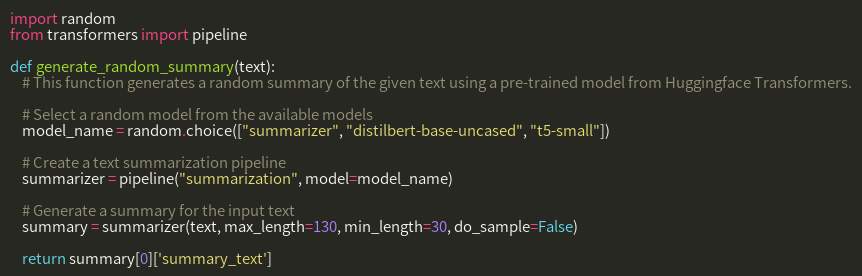 import random
from transformers import pipeline
def generate_random_summary(text):
# This function generates a random summary of the given text using a pre-trained model from Huggingface Transformers.
# Select a random model from the available models
model_name = random.choice(["summarizer", "distilbert-base-uncased", "t5-small"])
# Create a text summarization pipeline
summarizer = pipeline("summarization", model=model_name)
# Generate a summary for the input text
summary = summarizer(text, max_length=130, min_length=30, do_sample=False)
return summary[0]['summary_text']